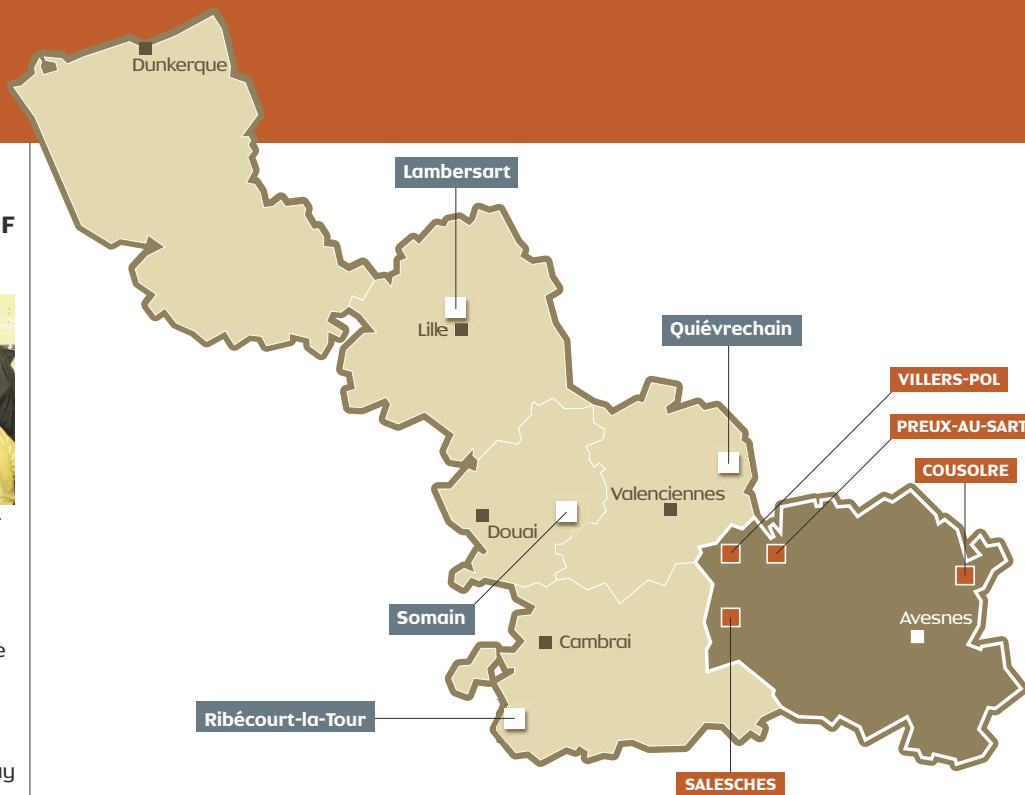 Dunkerque
Lambersart
F
Lille
Quiévrechain
VILLERS-POL
PREUX-AU-SART
COUSOLRE
Valenciennes
Douai
Somain
Avesnes
e
Cambrai
Ribécourt-la-Tour
SALESCHES